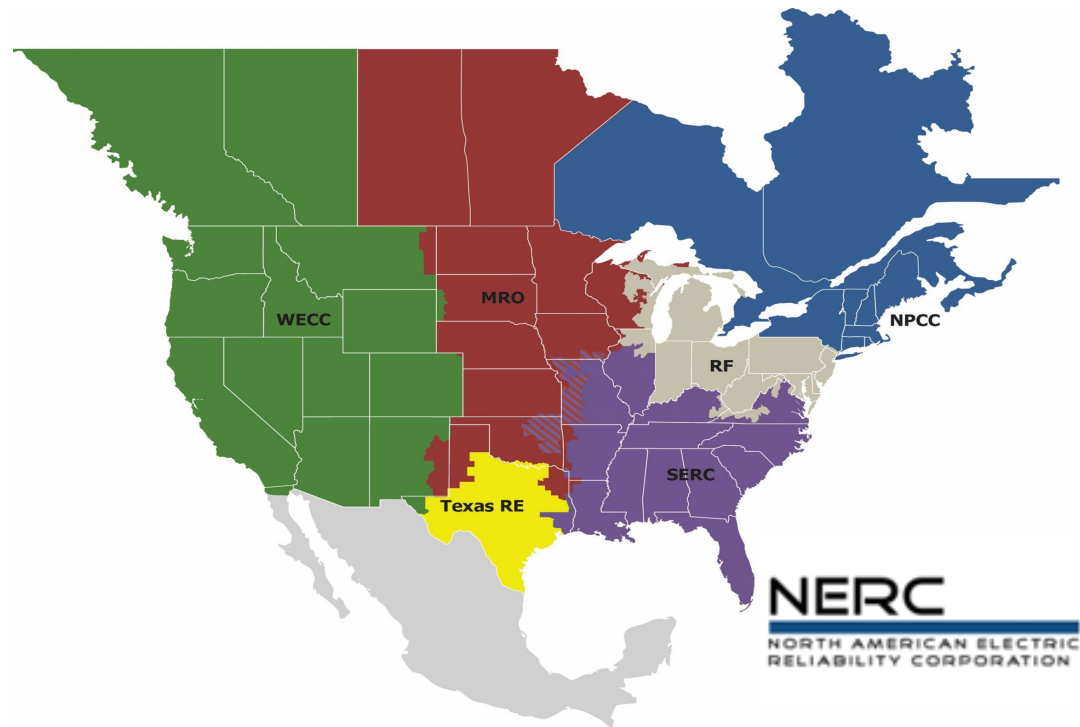 MRO
WECC
NPCC
RF
SERC
Texas RE
NERC
NORTH AMERICAN ELECTRIC
RELIABILITY CORPORATION